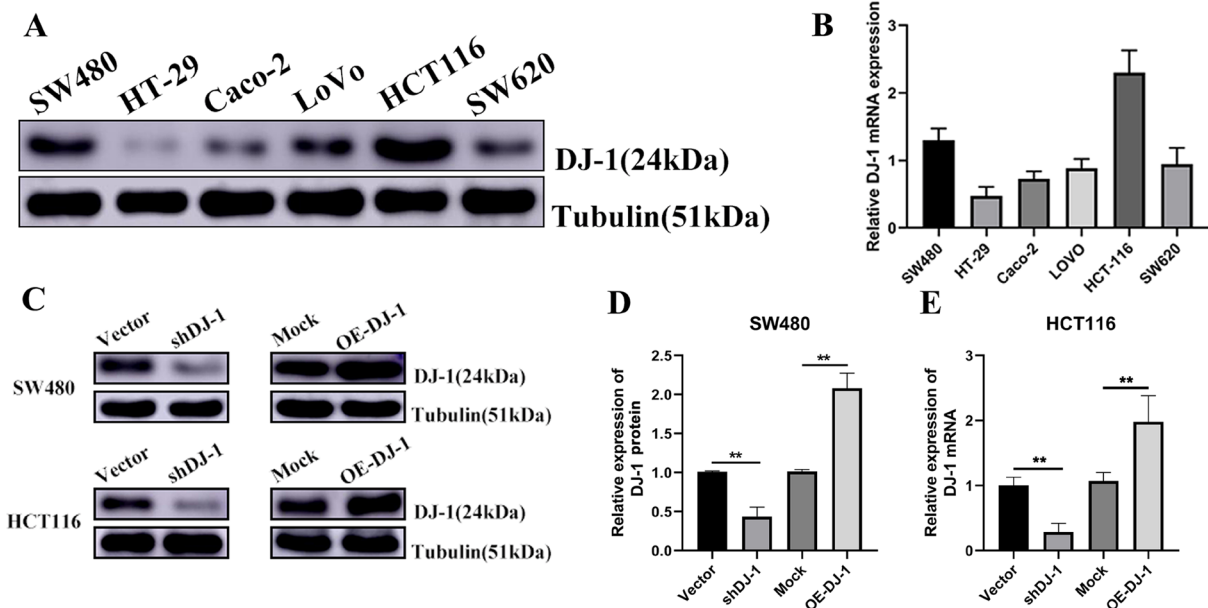 A
SW480 HT-29 Caco-2 LoVo HCT116 SW620
DJ-1(24kDa)
Tubulin(51kDa)
B
Relative DJ-1 mRNA expression
3
2
1
0
SW480 HT-29 Caco-2 LOVO HCT-116 SW620
C
Vector shDJ-1 Mock OE-DJ-1
SW480
DJ-1(24kDa)
Tubulin(51kDa)
Vector shDJ-1 Mock OE-DJ-1
HCT116
DJ-1(24kDa)
Tubulin(51kDa)
D
SW480
Relative expression of
DJ-1 protein
2.5
2.0
1.5
1.0
0.5
0.0
**
**
Vector shDJ-1 Mock OE-DJ-1
E
HCT116
Relative expression of
DJ-1 mRNA
3
2
1
0
**
**
Vector shDJ-1 Mock OE-DJ-1